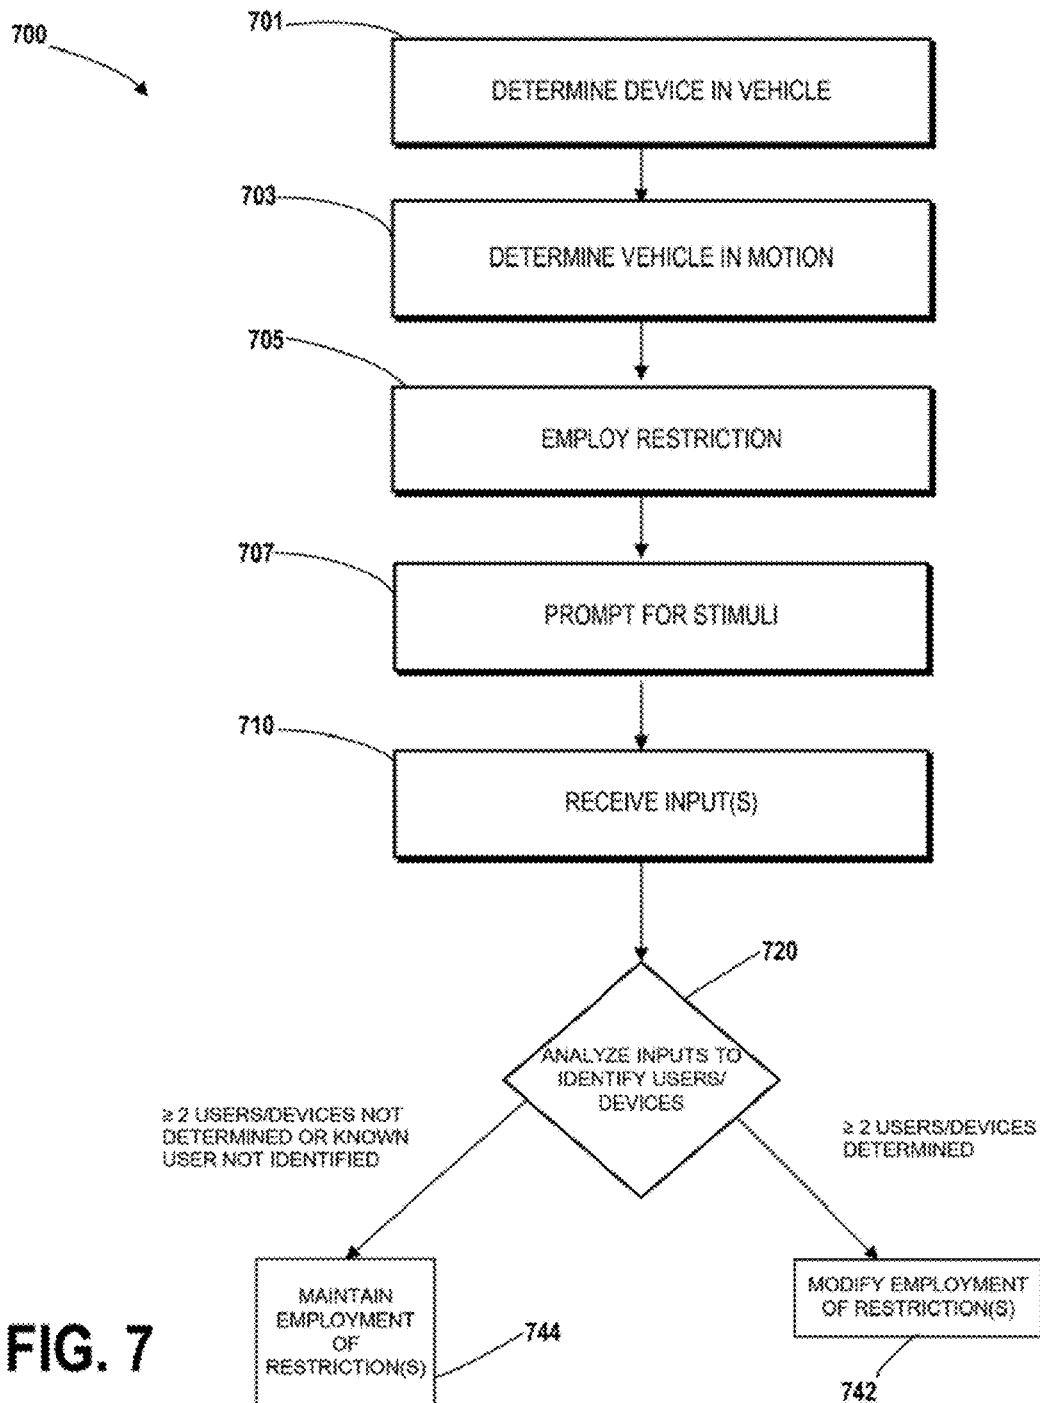 700
701
DETERMINE DEVICE IN VEHICLE
703
DETERMINE VEHICLE IN MOTION
705
EMPLOY RESTRICTION
707
PROMPT FOR STIMULI
710
RECEIVE INPUT(S)
720
ANALYZE INPUTS TO
IDENTIFY USERS/
DEVICES
≥ 2 USERS/DEVICES NOT
DETERMINED OR KNOWN
USER NOT IDENTIFIED
≥ 2 USERS/DEVICES
DETERMINED
MAINTAIN
EMPLOYMENT
OF
RESTRICTION(S)
744
MODIFY EMPLOYMENT
OF RESTRICTION(S)
742
FIG. 7